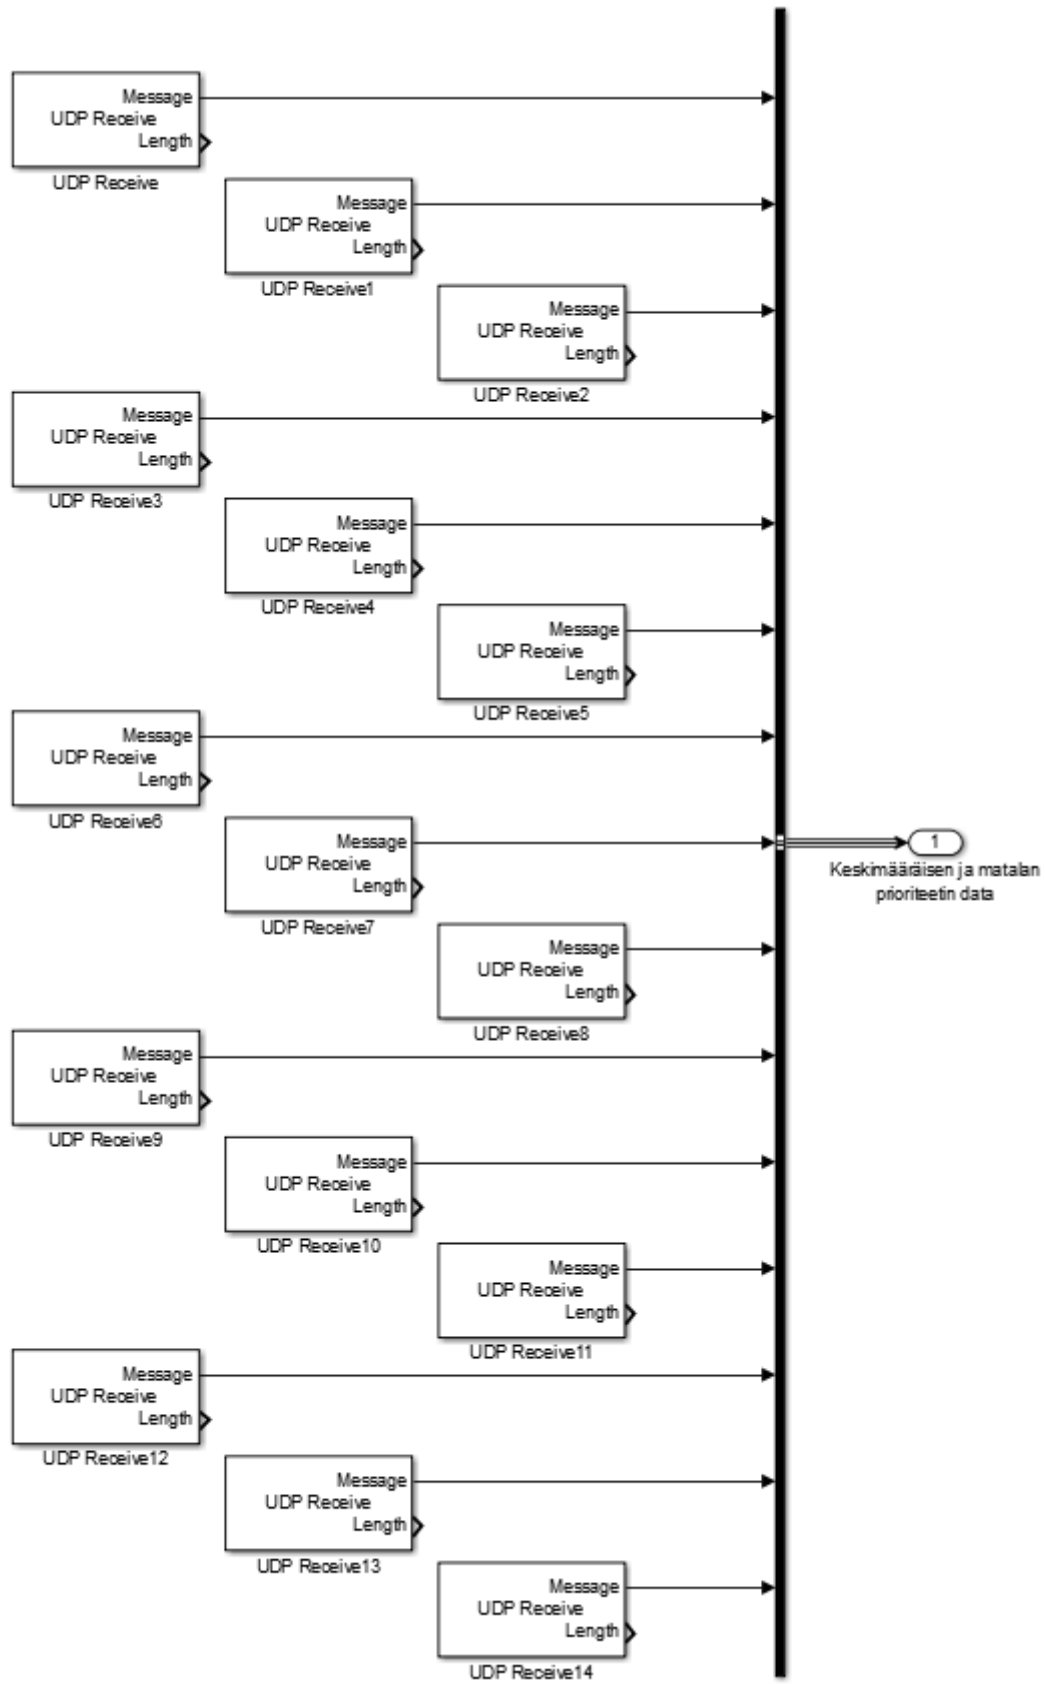 Message
UDP Receive
Length
UDP Receive
Message
UDP Receive
Length
UDP Receive1
Message
UDP Receive
Length
UDP Receive2
Message
UDP Receive
Length
UDP Receive3
Message
UDP Receive
Length
UDP Receive4
Message
UDP Receive
Length
UDP Receive5
Message
UDP Receive
Length
UDP Receive6
Message
UDP Receive
Length
UDP Receive7
1
Keskimääräisen ja matalan
prioriteetin data
Message
UDP Receive
Length
UDP Receive8
Message
UDP Receive
Length
UDP Receive9
Message
UDP Receive
Length
UDP Receive10
Message
UDP Receive
Length
UDP Receive11
Message
UDP Receive
Length
UDP Receive12
Message
UDP Receive
Length
UDP Receive13
Message
UDP Receive
Length
UDP Receive14